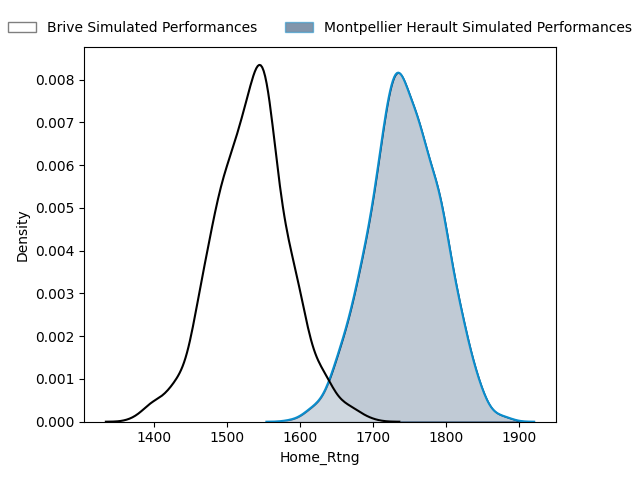 Brive Simulated Performances
Montpellier Herault Simulated Performances
0.008
0.007
0.006
0.005
0.004
0.003
0.002
0.001
0.000
Density
1400 1500 1600 1700 1800 1900
Home_Rtng